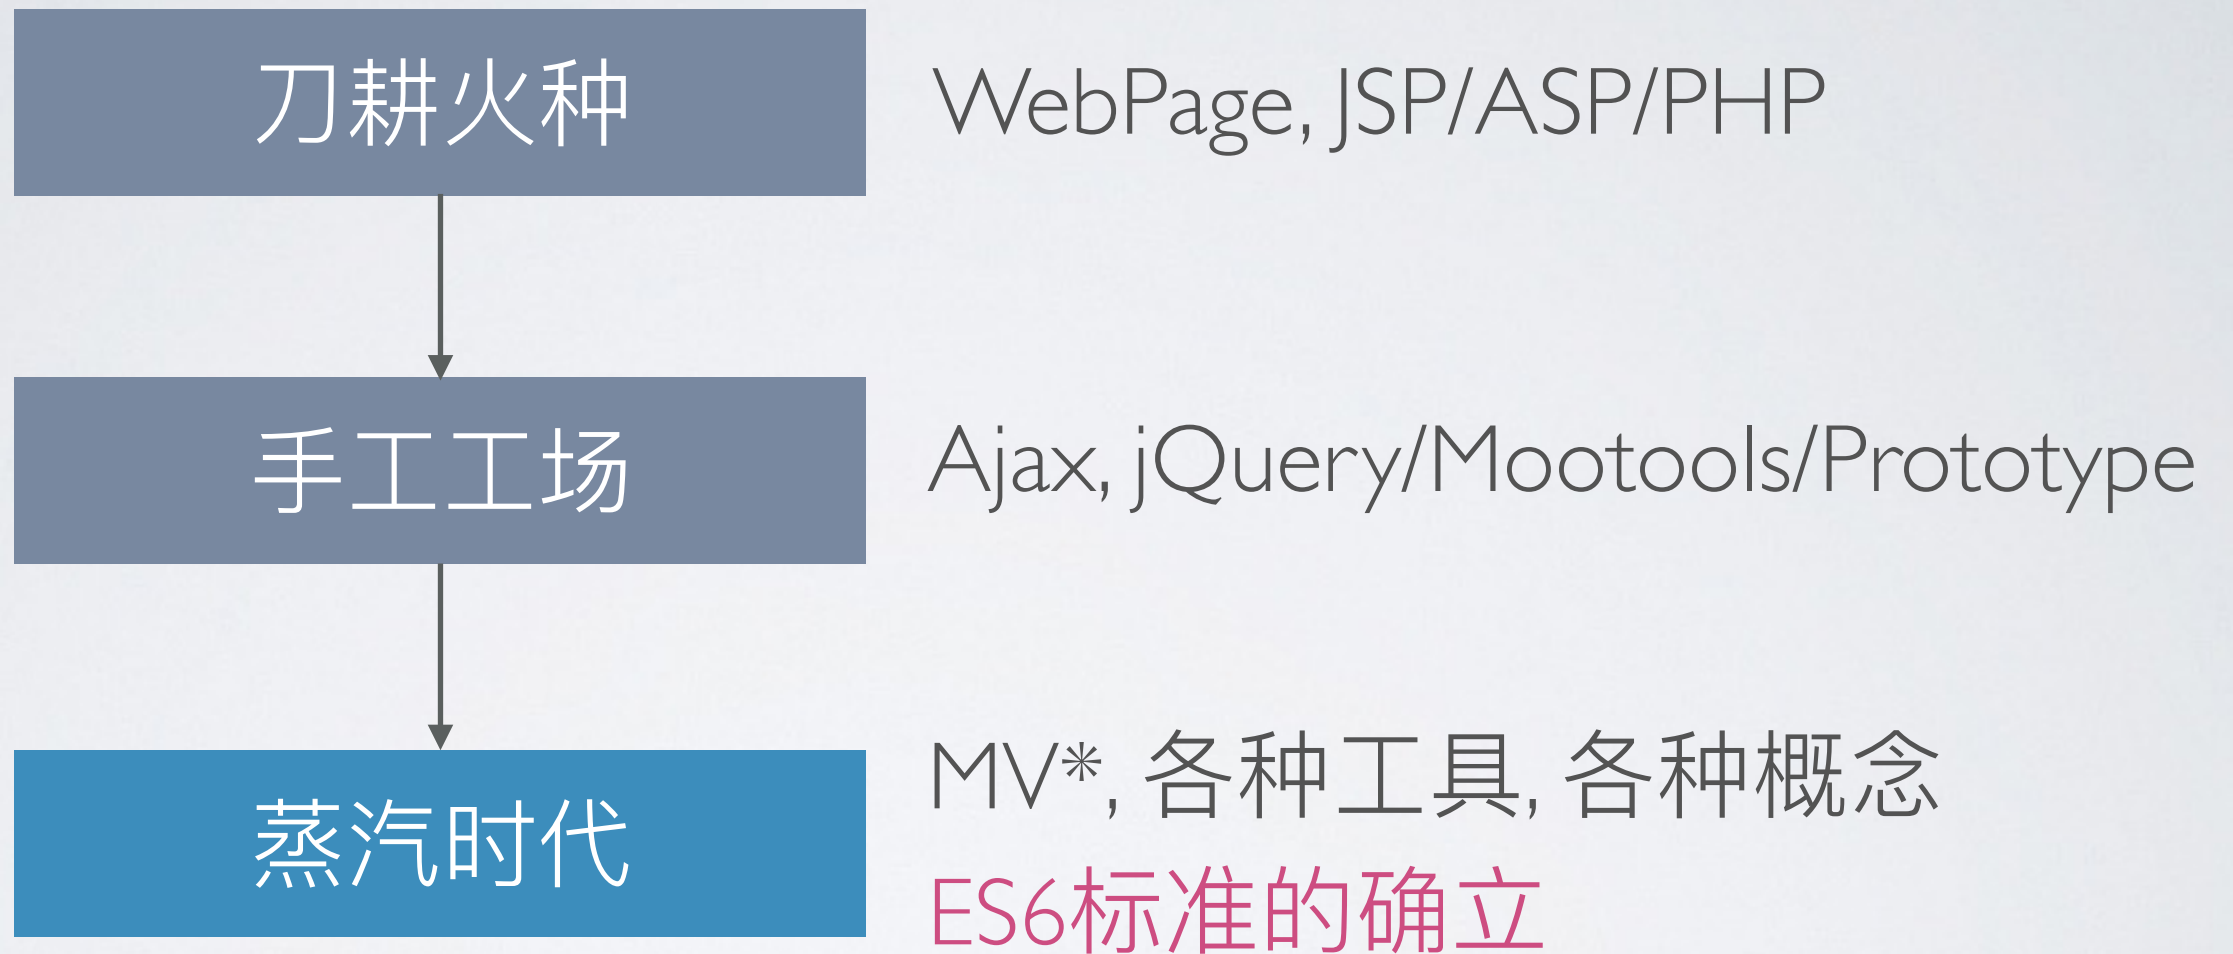 刀耕火种
WebPage, JSP/ASP/PHP
手工工场
Ajax, jQuery/Mootools/Prototype
蒸汽时代
MV*, 各种工具, 各种概念
ES6标准的确立